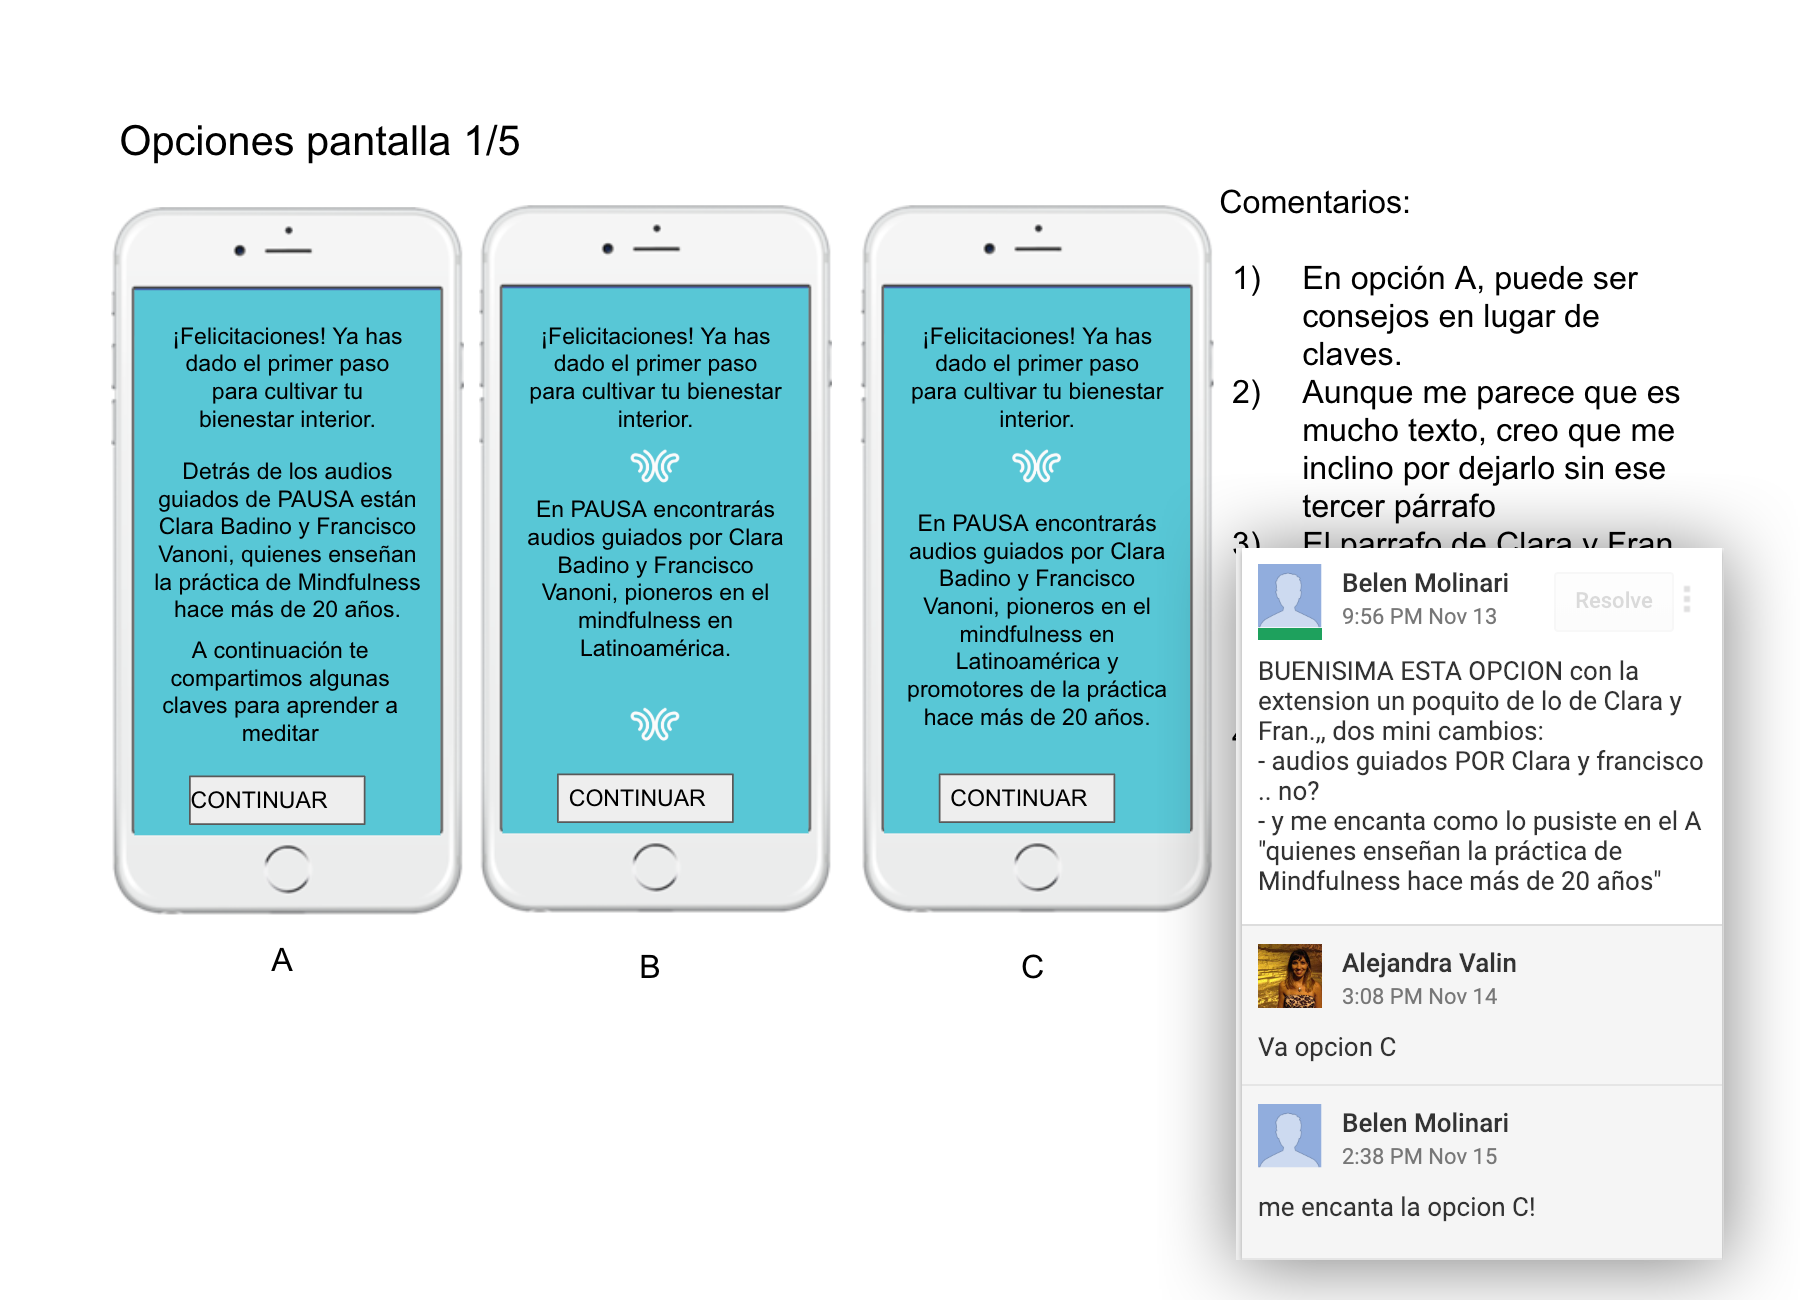 Opciones pantalla 1/5
¡Felicitaciones! Ya has
dado el primer paso
para cultivar tu
bienestar interior.
Detrás de los audios
guiados de PAUSA están
Clara Badino y Francisco
Vanoni, quienes enseñan
la práctica de Mindfulness
hace más de 20 años.
A continuación te
compartimos algunas
claves para aprender a
meditar
CONTINUAR
A
¡Felicitaciones! Ya has
dado el primer paso
para cultivar tu bienestar
interior.
En PAUSA encontrarás
audios guiados por Clara
Badino y Francisco
Vanoni, pioneros en el
mindfulness en
Latinoamérica.
CONTINUAR
B
¡Felicitaciones! Ya has
dado el primer paso
para cultivar tu bienestar
interior.
En PAUSA encontrarás
audios guiados por Clara
Badino y Francisco
Vanoni, pioneros en el
mindfulness en
Latinoamérica y
promotores de la práctica
hace más de 20 años.
CONTINUAR
C
Comentarios:
1) En opción A, puede ser
consejos en lugar de
claves.
2) Aunque me parece que es
mucho texto, creo que me
inclino por dejarlo sin ese
tercer párrafo
3) El parrafo de Clara y Fran
Belen Molinari
9:56 PM Nov 13
Resolve
BUENISIMA ESTA OPCION con la
extension un poquito de lo de Clara y
Fran.,, dos mini cambios:
- audios guiados POR Clara y francisco
.. no?
- y me encanta como lo pusiste en el A
"quienes enseñan la práctica de
Mindfulness hace más de 20 años"
Alejandra Valin
3:08 PM Nov 14
Va opcion C
Belen Molinari
2:38 PM Nov 15
me encanta la opcion C!